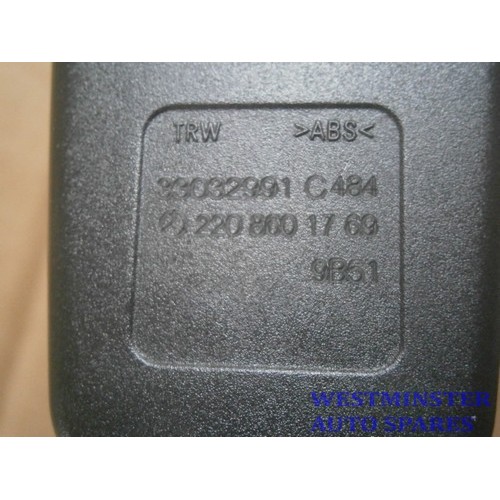 TRW >ABS<
33032991 C484
220 860 17 69
9B51
WESTMINSTER
AUTO SPARES